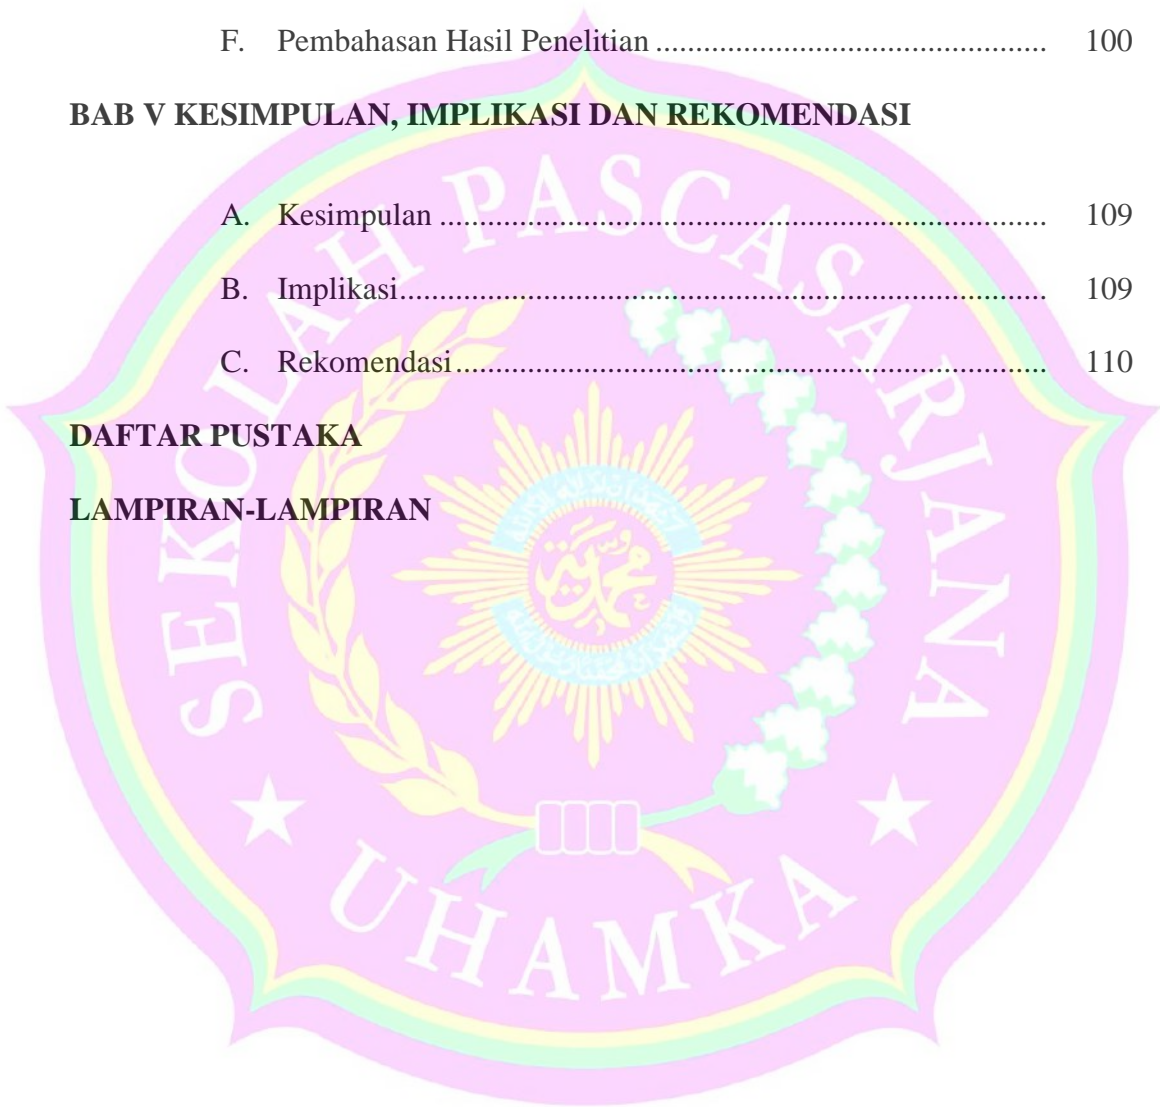 F. Pembahasan Hasil Penelitian ................................................ 100
BAB V KESIMPULAN, IMPLIKASI DAN REKOMENDASI
A. Kesimpulan ........................................................................... 109
B. Implikasi................................................................................ 109
C. Rekomendasi......................................................................... 110
DAFTAR PUSTAKA
LAMPIRAN-LAMPIRAN
SEKOLAH PASCASARJANA
محمدية
UHAMKA